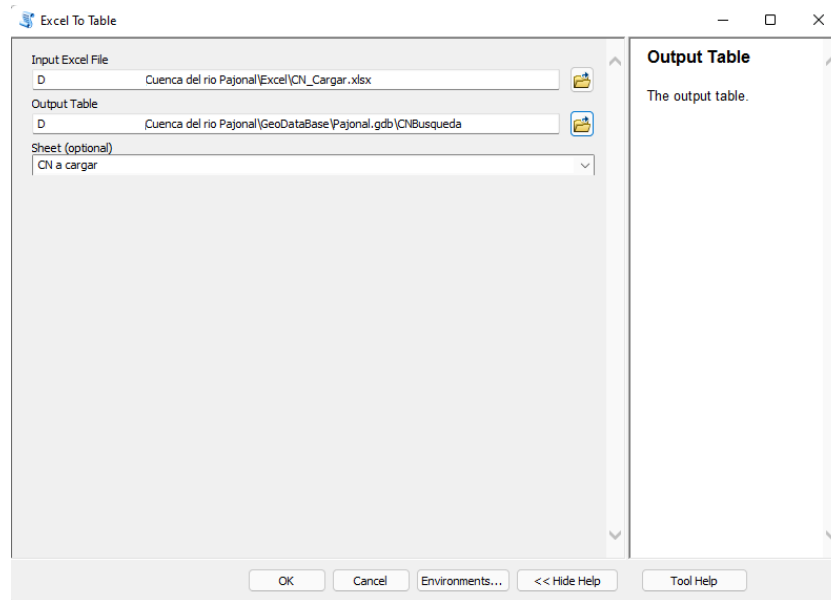 Excel To Table
Input Excel File
D Cuenca del rio Pajonal\Excel\CN_Cargar.xlsx
Output Table
D Cuenca del rio Pajonal\GeoDataBase\Pajonal.gdb\CNBusqueda
Sheet (optional)
CN a cargar
Output Table
The output table.
OK Cancel Environments... << Hide Help Tool Help